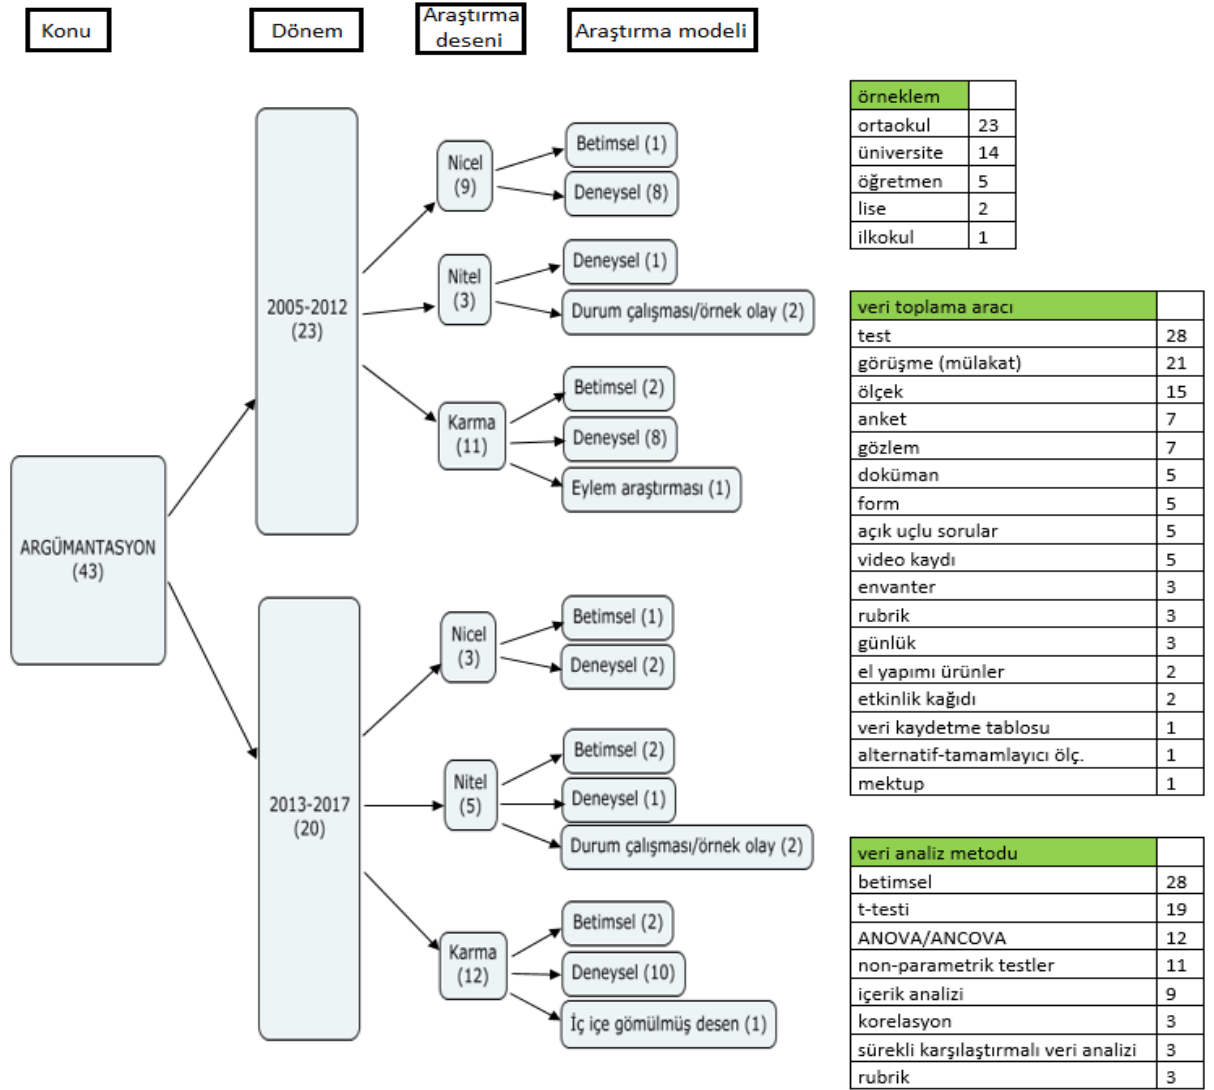 Konu
Dönem
Araştırma
deseni
Araştırma modeli
ARGÜMANTASYON
(43)
2005-2012
(23)
Nicel
(9)
Betimsel (1)
Deneysel (8)
Nitel
(3)
Deneysel (1)
Durum çalışması/örnek olay (2)
Karma
(11)
Betimsel (2)
Deneysel (8)
Eylem araştırması (1)
2013-2017
(20)
Nicel
(3)
Betimsel (1)
Deneysel (2)
Nitel
(5)
Betimsel (2)
Deneysel (1)
Durum çalışması/örnek olay (2)
Karma
(12)
Betimsel (2)
Deneysel (10)
İç içe gömülmüş desen (1)
örneklem
ortaokul 23
üniversite 14
öğretmen 5
lise 2
ilkokul 1
veri toplama aracı
test 28
görüşme (mülakat) 21
ölçek 15
anket 7
gözlem 7
doküman 5
form 5
açık uçlu sorular 5
video kaydı 5
envanter 3
rubrik 3
günlük 3
el yapımı ürünler 2
etkinlik kağıdı 2
veri kaydetme tablosu 1
alternatif-tamamlayıcı ölç. 1
mektup 1
veri analiz metodu
betimsel 28
t-testi 19
ANOVA/ANCOVA 12
non-parametrik testler 11
içerik analizi 9
korelasyon 3
sürekli karşılaştırmalı veri analizi 3
rubrik 3